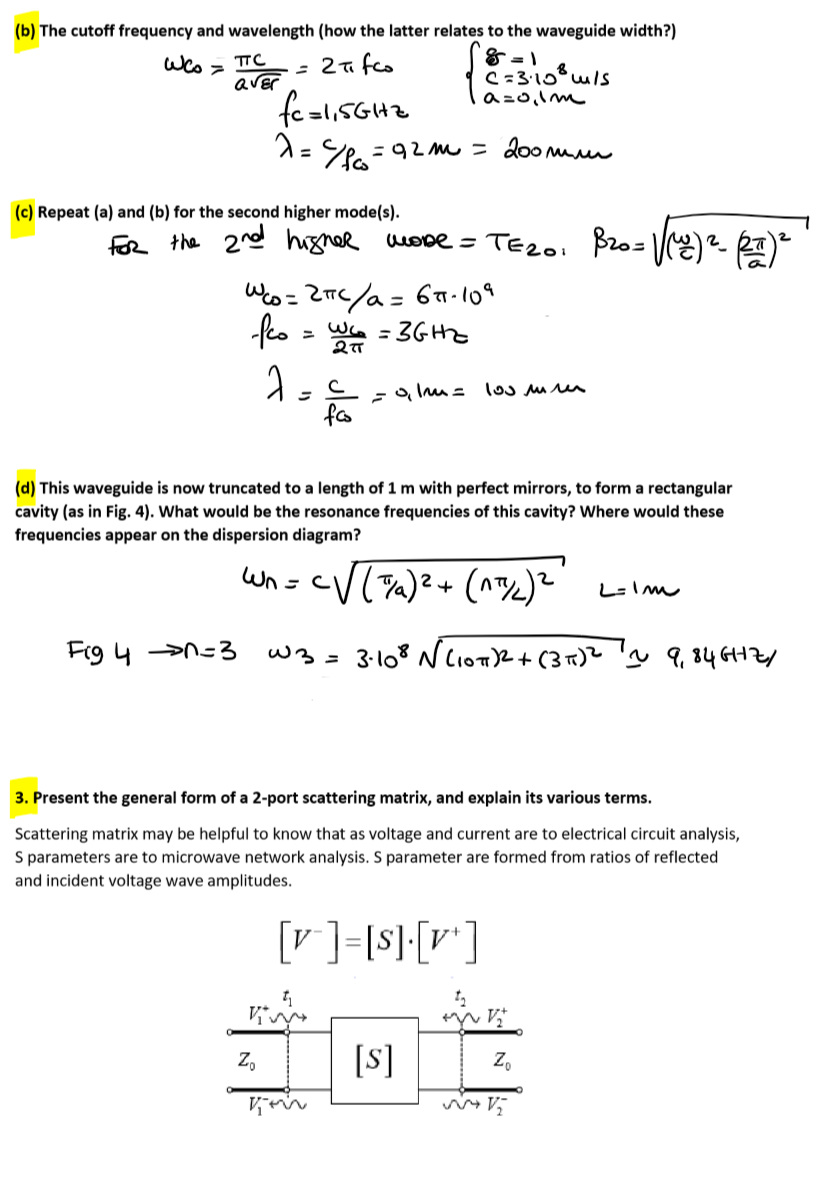 (b) The cutoff frequency and wavelength (how the latter relates to the waveguide width?)
ωco = πc/a√εr = 2π fco { εr = 1
c = 3·10⁸ m/s
a = 0,1m
fc = 1,5GHz
λ = c/fco = 0,2m = 200mm
(c) Repeat (a) and (b) for the second higher mode(s).
For the 2nd higher mode = TE20: β20 = √(ω/c)² - (2π/a)²
ωco = 2πc/a = 6π·10⁹
fco = ωco/2π = 3GHz
λ = c/fco = 0,1m = 100 mm
(d) This waveguide is now truncated to a length of 1 m with perfect mirrors, to form a rectangular
cavity (as in Fig. 4). What would be the resonance frequencies of this cavity? Where would these
frequencies appear on the dispersion diagram?
ωn = c√(π/a)² + (nπ/L)² L=1m
Fig 4 → n=3 ω3 = 3·10⁸ √(10π)² + (3π)² ≃ 9,84GHz/
3. Present the general form of a 2-port scattering matrix, and explain its various terms.
Scattering matrix may be helpful to know that as voltage and current are to electrical circuit analysis,
S parameters are to microwave network analysis. S parameter are formed from ratios of reflected
and incident voltage wave amplitudes.
[V⁻]=[S]·[V⁺]
t₁ t₂
V₁⁺ V₂⁺
Z₀ [S] Z₀
V₁⁻ V₂⁻